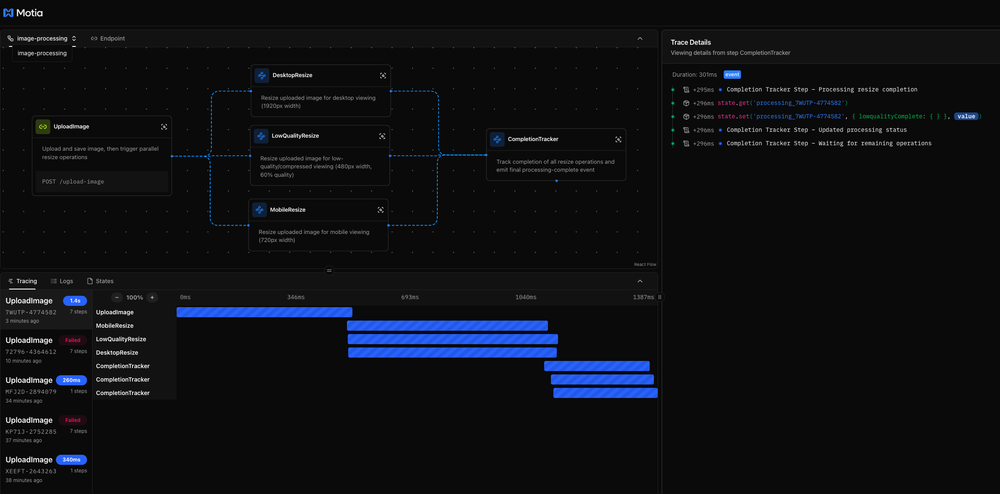 Motia
image-processing
Endpoint
image-processing
UploadImage
Upload and save image, then trigger parallel
resize operations
POST /upload-image
DesktopResize
Resize uploaded image for desktop viewing
(1920px width)
LowQualityResize
Resize uploaded image for low-
quality/compressed viewing (480px width,
60% quality)
MobileResize
Resize uploaded image for mobile viewing
(720px width)
CompletionTracker
Track completion of all resize operations and
emit final processing-complete event
React Flow
Tracing
Logs
States
UploadImage 1.4s
7WUTP-4774582 7 steps
3 minutes ago
UploadImage Failed
72796-4364612 7 steps
10 minutes ago
UploadImage 260ms
MFJ2D-2894079 1 steps
34 minutes ago
UploadImage Failed
KP71J-2752285 7 steps
37 minutes ago
UploadImage 340ms
XEEFT-2643263 1 steps
38 minutes ago
− 100% + 0ms 346ms 693ms 1040ms 1387ms
UploadImage
MobileResize
LowQualityResize
DesktopResize
CompletionTracker
CompletionTracker
CompletionTracker
Trace Details
Viewing details from step CompletionTracker
Duration: 301ms event
+295ms Completion Tracker Step – Processing resize completion
+296ms state.get('processing_7WUTP-4774582')
+296ms state.set('processing_7WUTP-4774582', { lowqualityComplete: { } }, value )
+296ms Completion Tracker Step – Updated processing status
+296ms Completion Tracker Step – Waiting for remaining operations